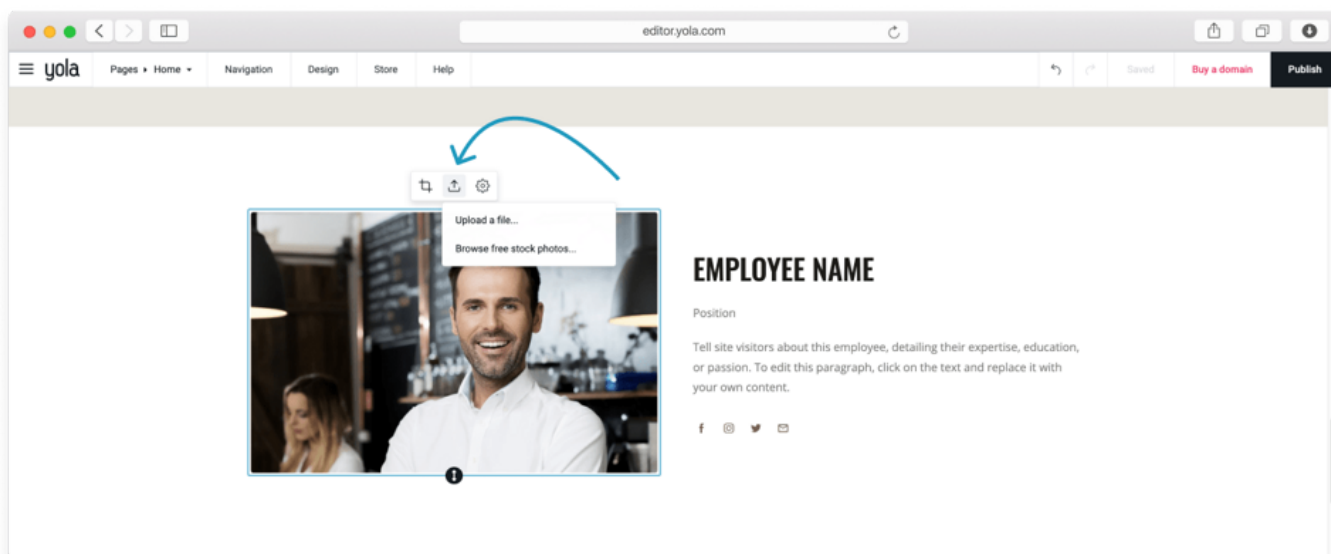 editor.yola.com
yola Pages ▸ Home ▾ Navigation Design Store Help Saved Buy a domain Publish
Upload a file...
Browse free stock photos...
EMPLOYEE NAME
Position
Tell site visitors about this employee, detailing their expertise, education,
or passion. To edit this paragraph, click on the text and replace it with
your own content.